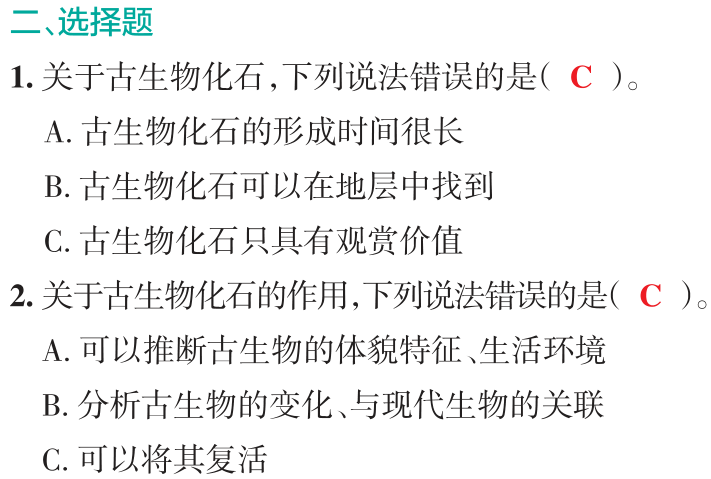 二、选择题
1. 关于古生物化石,下列说法错误的是( C )。
A. 古生物化石的形成时间很长
B. 古生物化石可以在地层中找到
C. 古生物化石只具有观赏价值
2. 关于古生物化石的作用,下列说法错误的是( C )。
A. 可以推断古生物的体貌特征、生活环境
B. 分析古生物的变化、与现代生物的关联
C. 可以将其复活